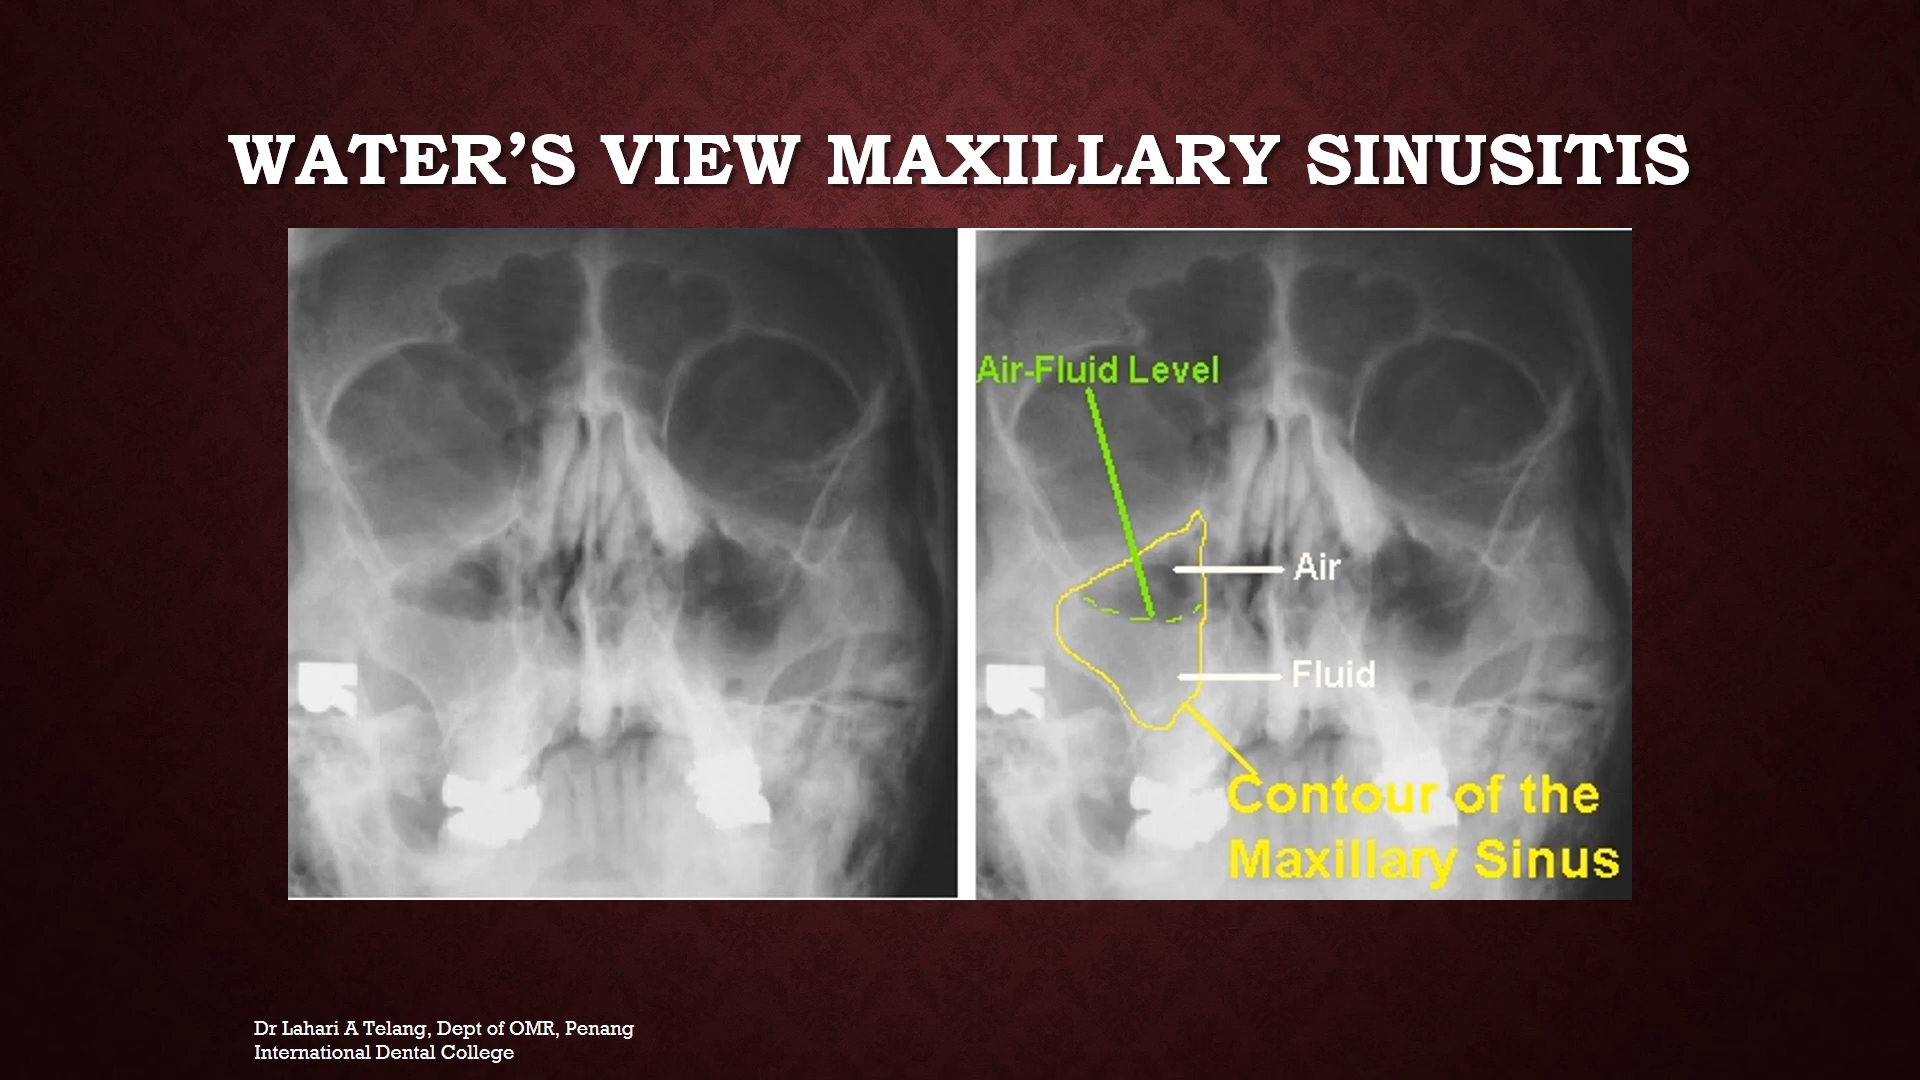 WATER’S VIEW MAXILLARY SINUSITIS
Air-Fluid Level
Air
Fluid
Contour of the
Maxillary Sinus
Dr Lahari A Telang, Dept of OMR, Penang
International Dental College